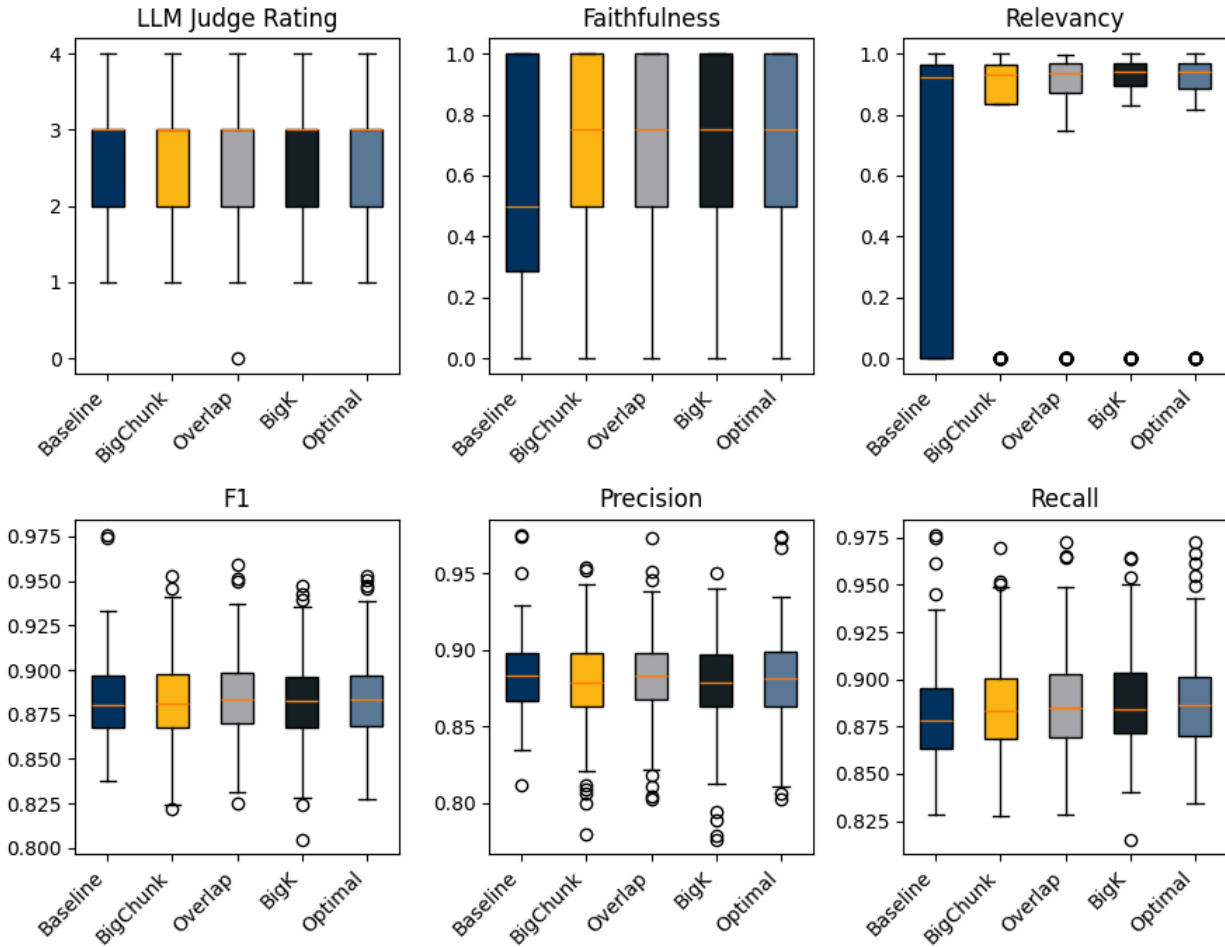 LLM Judge Rating
4
3
2
1
0
Baseline
BigChunk
Overlap
BigK
Optimal
Faithfulness
1.0
0.8
0.6
0.4
0.2
0.0
Baseline
BigChunk
Overlap
BigK
Optimal
Relevancy
1.0
0.8
0.6
0.4
0.2
0.0
Baseline
BigChunk
Overlap
BigK
Optimal
F1
0.975
0.950
0.925
0.900
0.875
0.850
0.825
0.800
Baseline
BigChunk
Overlap
BigK
Optimal
Precision
0.95
0.90
0.85
0.80
Baseline
BigChunk
Overlap
BigK
Optimal
Recall
0.975
0.950
0.925
0.900
0.875
0.850
0.825
Baseline
BigChunk
Overlap
BigK
Optimal